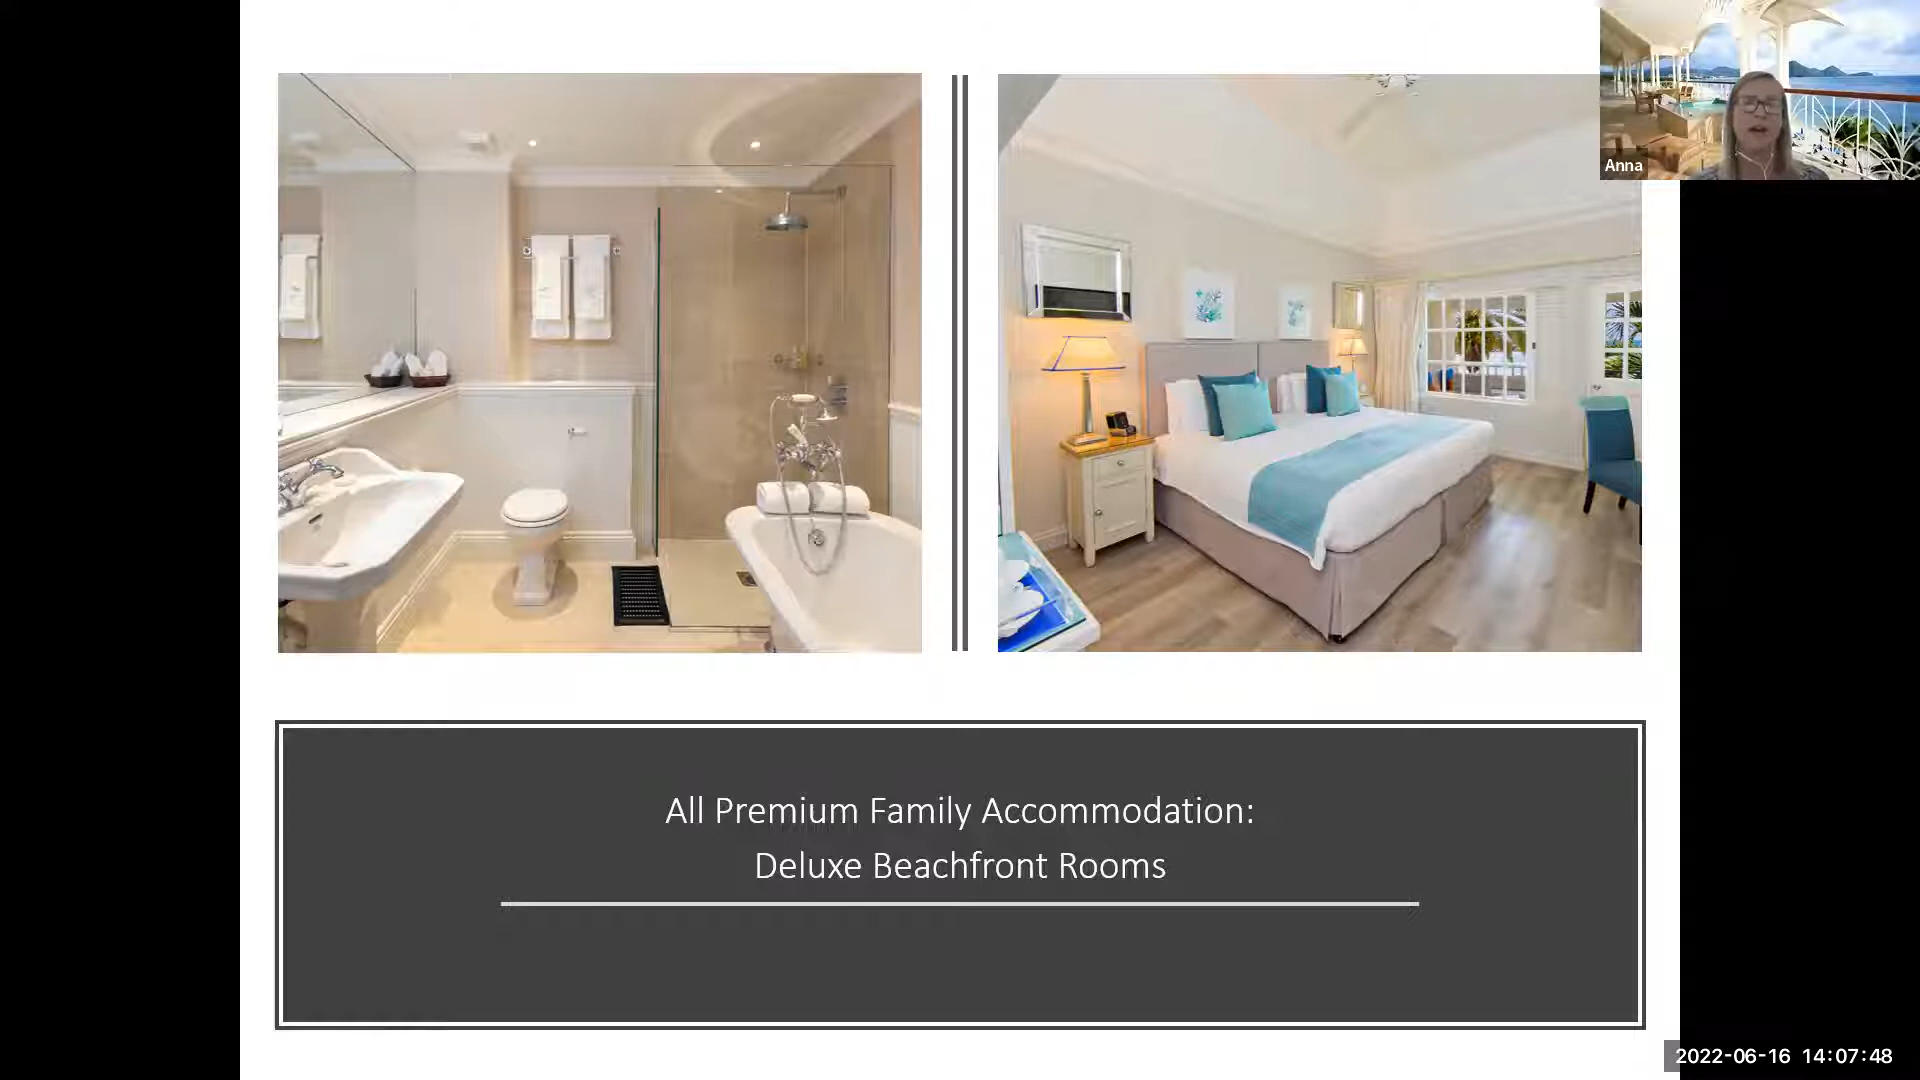 Anna
All Premium Family Accommodation:
Deluxe Beachfront Rooms
2022-06-16 14:07:48